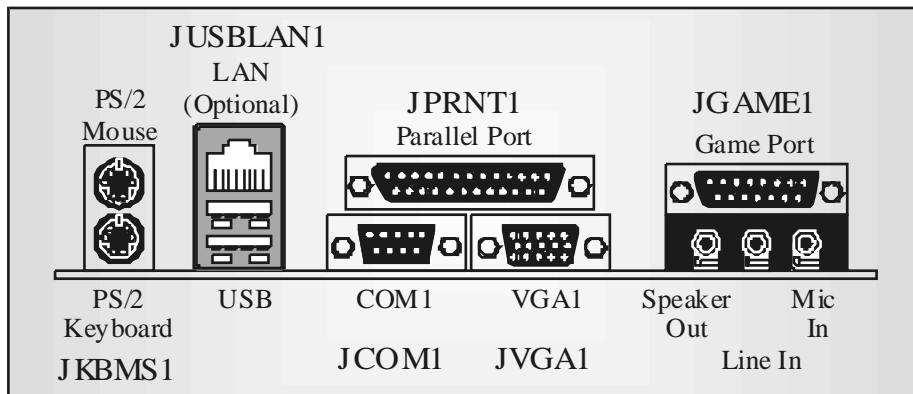 JUSBLAN1
LAN
(Optional)
PS/2
Mouse
JPRNT1
Parallel Port
JGAME1
Game Port
PS/2
Keyboard
JKBMS1
USB
COM1
JCOM1
VGA1
JVGA1
Speaker
Out
Line In
Mic
In